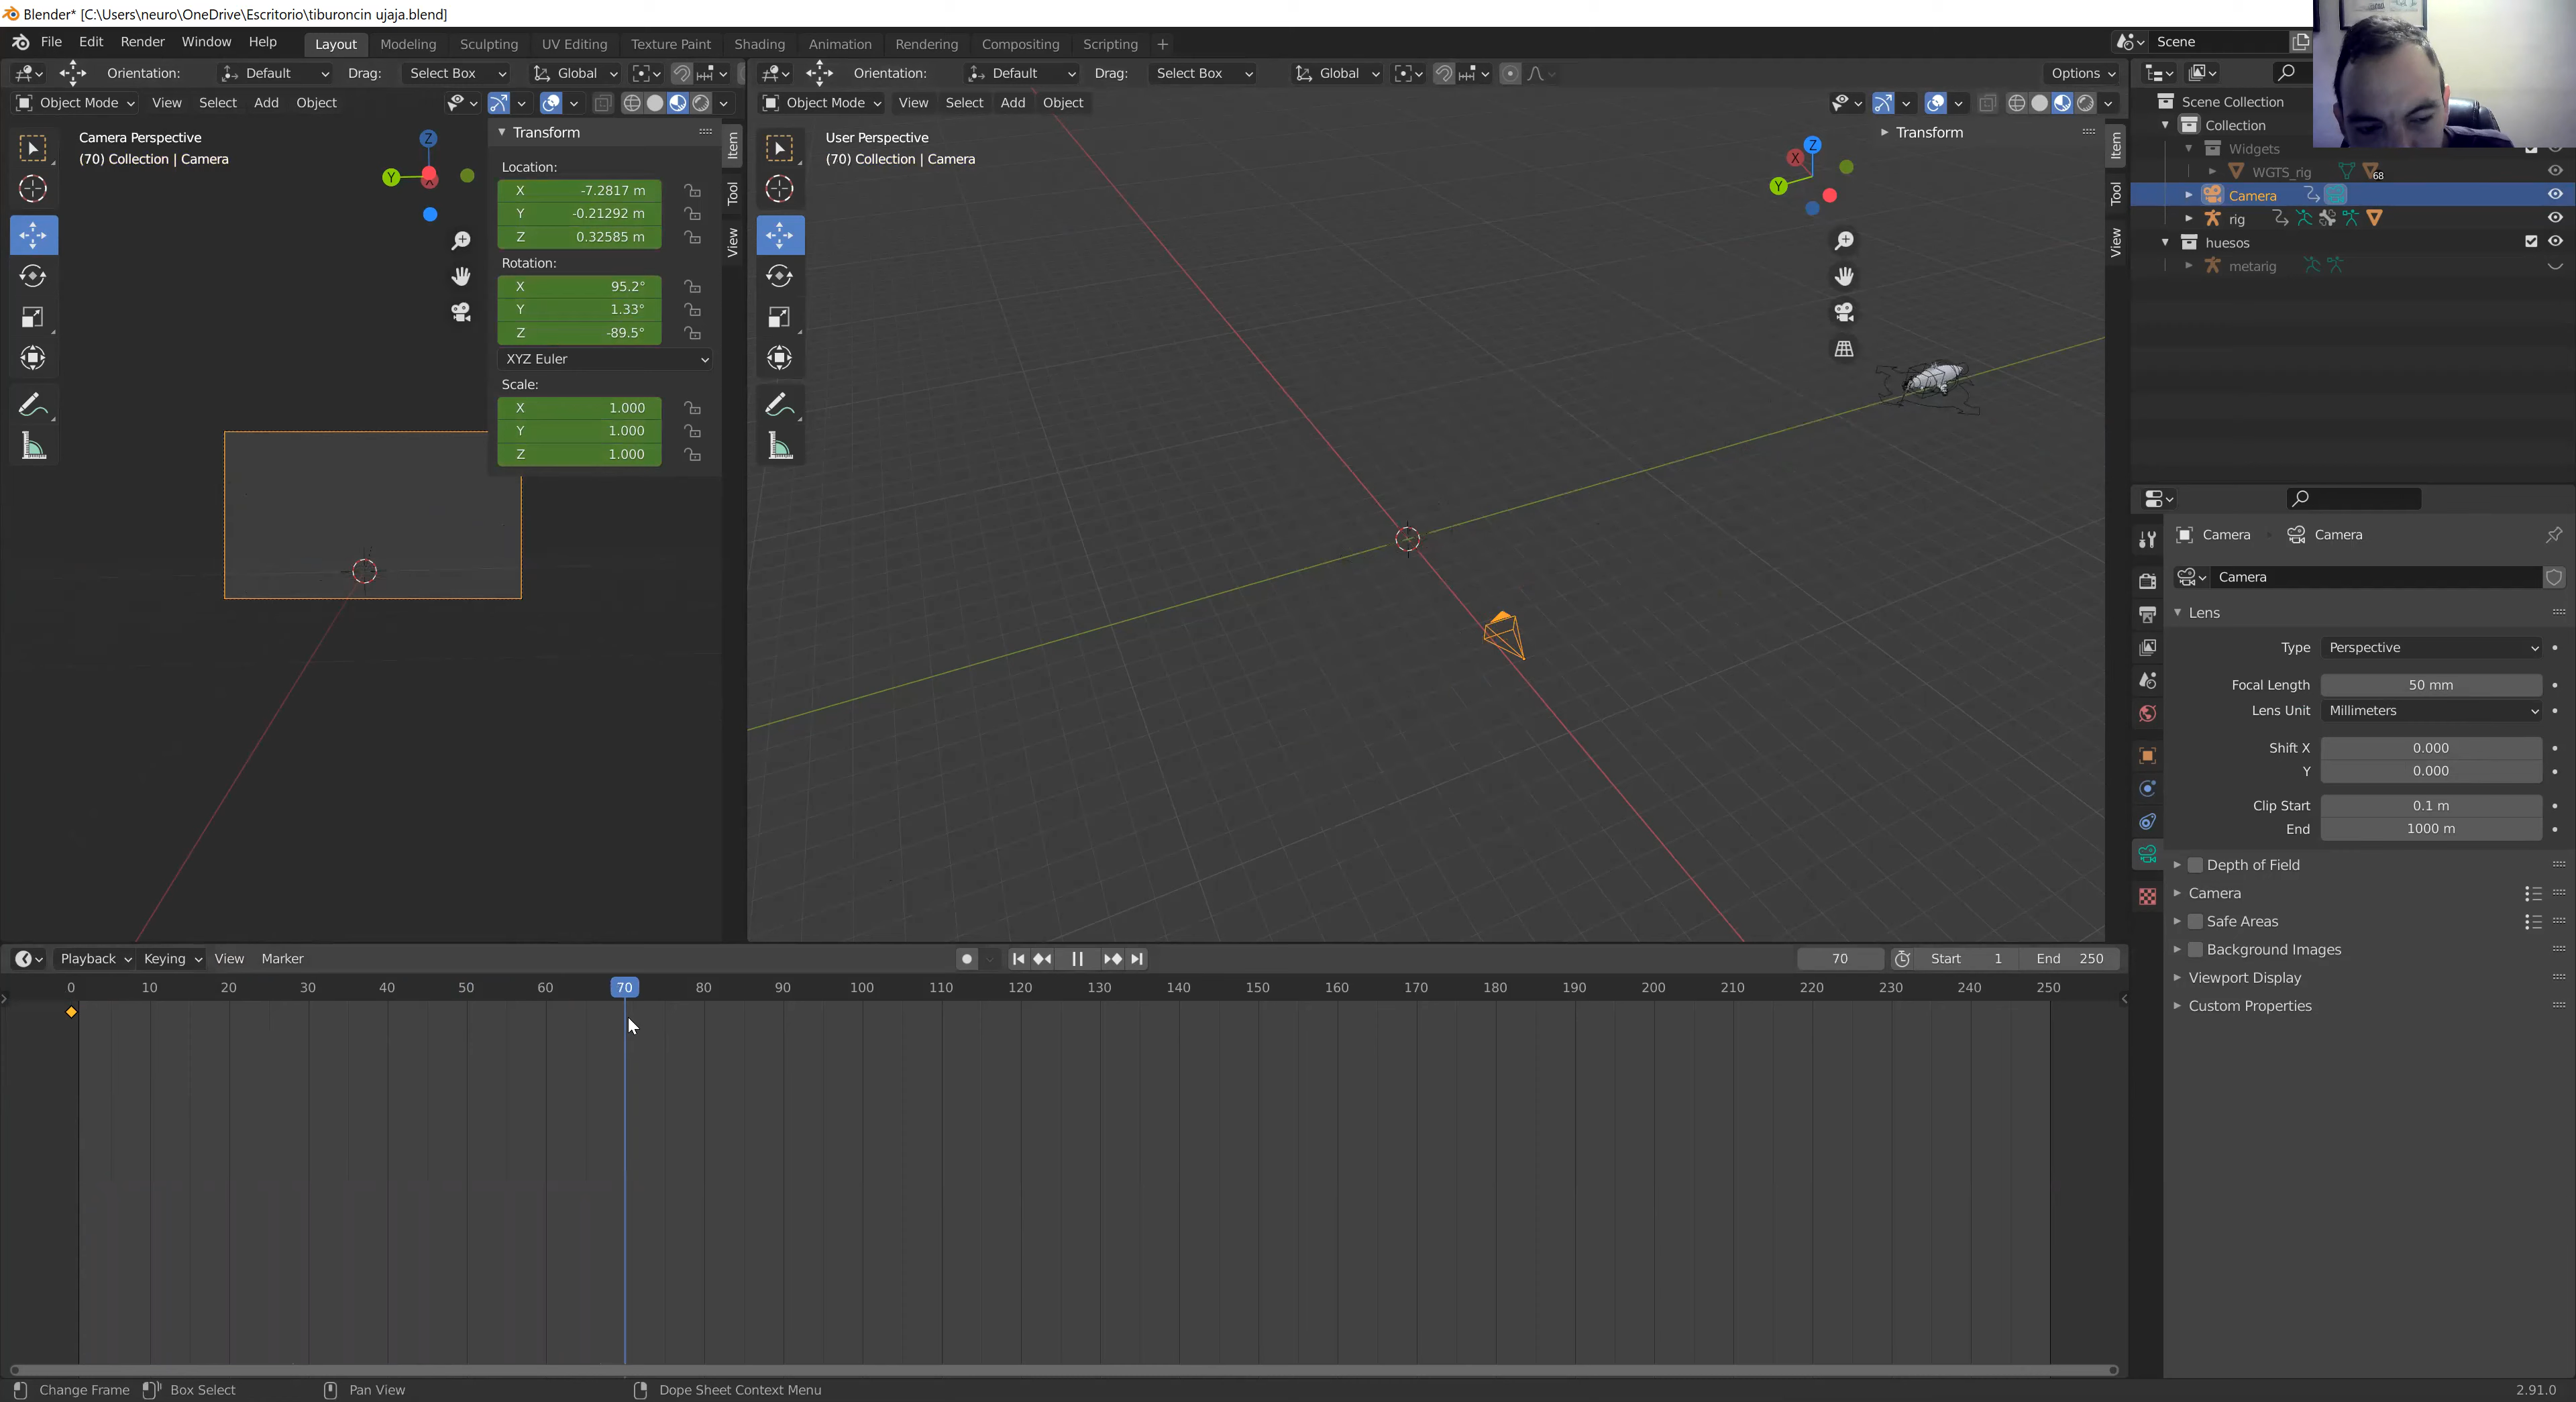 Blender* [C:\Users\neuro\OneDrive\Escritorio\tiburoncin ujaja.blend]
File Edit Render Window Help Layout Modeling Sculpting UV Editing Texture Paint Shading Animation Rendering Compositing Scripting + Scene
Orientation: Default Drag: Select Box Global
Orientation: Default Drag: Select Box Global Options
Object Mode View Select Add Object
Object Mode View Select Add Object
Camera Perspective
(70) Collection | Camera
Z
Y
X
Transform
Location:
X -7.2817 m
Y -0.21292 m
Z 0.32585 m
Rotation:
X 95.2°
Y 1.33°
Z -89.5°
XYZ Euler
Scale:
X 1.000
Y 1.000
Z 1.000
Item
Tool
View
User Perspective
(70) Collection | Camera
Z
X
Y
Transform
Item
Tool
View
Scene Collection
Collection
Widgets
WGTS_rig 68
Camera
rig
huesos
metarig
Camera Camera
Camera
Lens
Type Perspective
Focal Length 50 mm
Lens Unit Millimeters
Shift X 0.000
Y 0.000
Clip Start 0.1 m
End 1000 m
Depth of Field
Camera
Safe Areas
Background Images
Viewport Display
Custom Properties
Playback Keying View Marker 70 Start 1 End 250
0 10 20 30 40 50 60 70 80 90 100 110 120 130 140 150 160 170 180 190 200 210 220 230 240 250
Change Frame Box Select Pan View Dope Sheet Context Menu 2.91.0